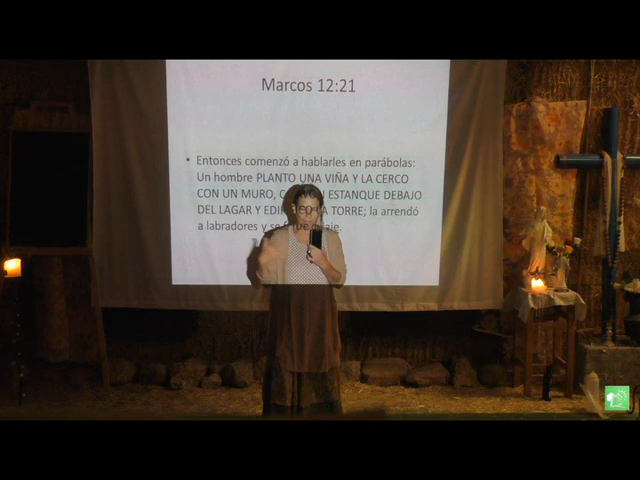 Marcos 12:21
• Entonces comenzó a hablarles en parábolas:
Un hombre PLANTO UNA VIÑA Y LA CERCO
CON UN MURO, ESTANQUE DEBAJO
DEL LAGAR Y TORRE; la arrendó
a labradores y se